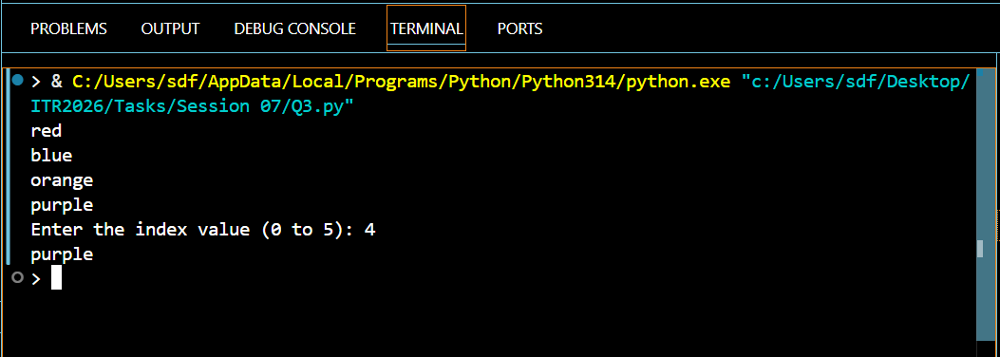 PROBLEMS OUTPUT DEBUG CONSOLE TERMINAL PORTS
> & C:/Users/sdf/AppData/Local/Programs/Python/Python314/python.exe "c:/Users/sdf/Desktop/
ITR2026/Tasks/Session 07/Q3.py"
red
blue
orange
purple
Enter the index value (0 to 5): 4
purple
>